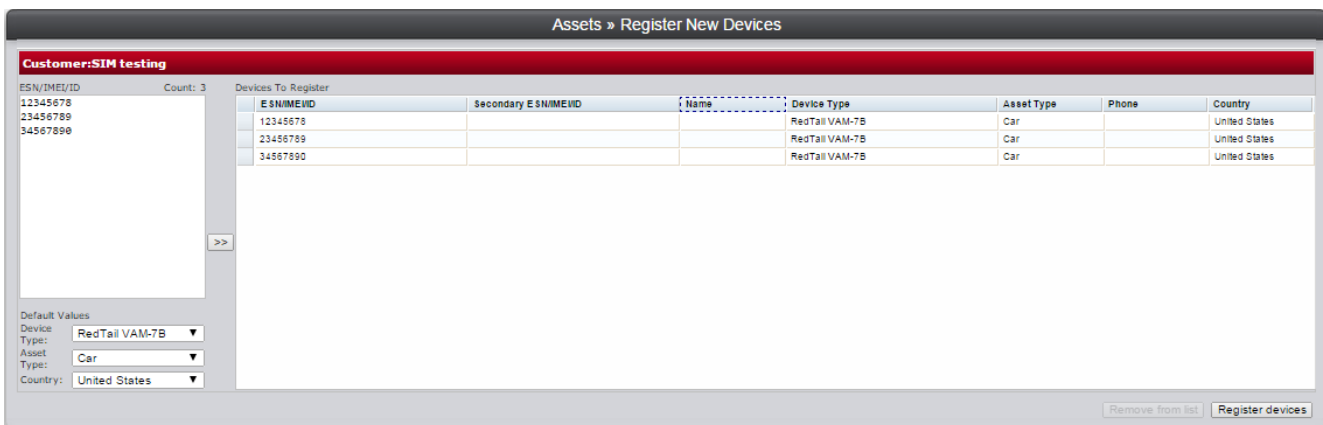 Assets » Register New Devices
Customer:SIM testing
ESN/IMEI/ID Count: 3
12345678
23456789
34567890
>>
Default Values
Device Type: RedTail VAM-7B ▼
Asset Type: Car ▼
Country: United States ▼
Devices To Register
ESN/IMEI/ID Secondary ESN/IMEI/ID Name Device Type Asset Type Phone Country
12345678 RedTail VAM-7B Car United States
23456789 RedTail VAM-7B Car United States
34567890 RedTail VAM-7B Car United States
Remove from list Register devices